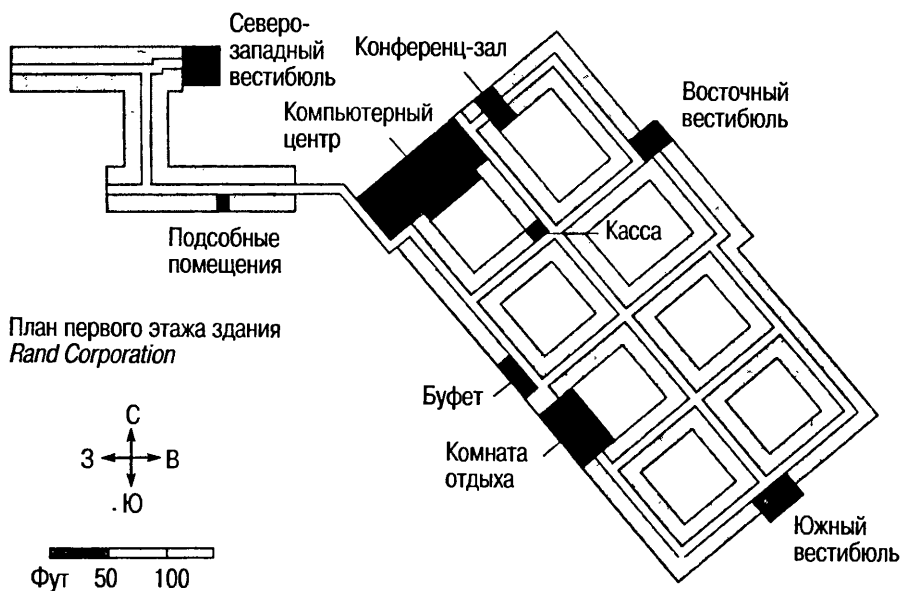 Северо-
западный
вестибюль
Конференц-зал
Компьютерный
центр
Восточный
вестибюль
Касса
Подсобные
помещения
План первого этажа здания
Rand Corporation
Буфет
Комната
отдыха
С
З В
Ю
Южный
вестибюль
Фут 50 100